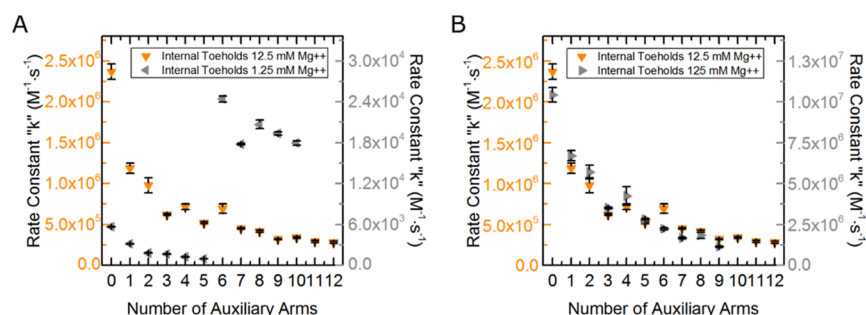 A
Rate Constant "k" (M⁻¹·s⁻¹)
2.5x10⁶
2.0x10⁶
1.5x10⁶
1.0x10⁶
5.0x10⁵
0.0
Internal Toeholds 12.5 mM Mg++
Internal Toeholds 1.25 mM Mg++
3.0x10⁴
2.4x10⁴
1.8x10⁴
1.2x10⁴
6.0x10³
0.0
Rate Constant "k" (M⁻¹·s⁻¹)
0 1 2 3 4 5 6 7 8 9 10 11 12
Number of Auxiliary Arms
B
Rate Constant "k" (M⁻¹·s⁻¹)
2.5x10⁶
2.0x10⁶
1.5x10⁶
1.0x10⁶
5.0x10⁵
0.0
Internal Toeholds 12.5 mM Mg++
Internal Toeholds 125 mM Mg++
1.3x10⁷
1.0x10⁷
7.8x10⁶
5.2x10⁶
2.6x10⁶
0.0
Rate Constant "k" (M⁻¹·s⁻¹)
0 1 2 3 4 5 6 7 8 9 10 11 12
Number of Auxiliary Arms